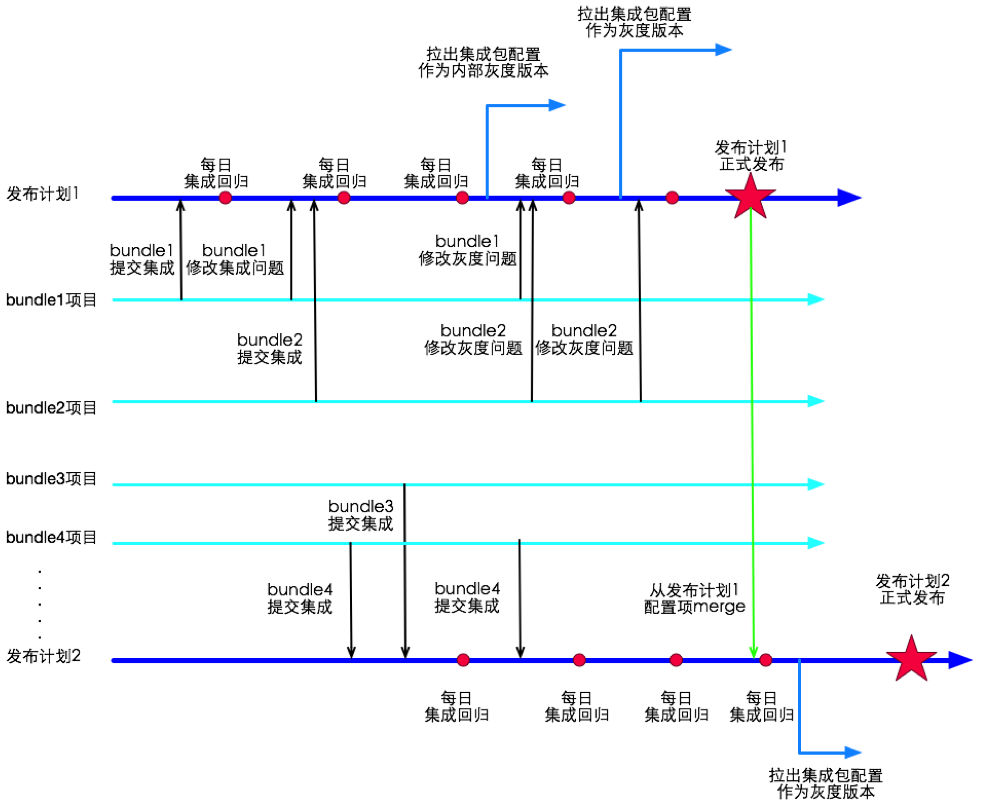 拉出集成包配置
作为灰度版本
拉出集成包配置
作为内部灰度版本
发布计划1
正式发布
每日
集成回归
每日
集成回归
每日
集成回归
每日
集成回归
发布计划1
bundle1
提交集成
bundle1
修改集成问题
bundle1
修改灰度问题
bundle1项目
bundle2
提交集成
bundle2
修改灰度问题
bundle2
修改灰度问题
bundle2项目
bundle3项目
bundle3
提交集成
bundle4项目
bundle4
提交集成
bundle4
提交集成
从发布计划1
配置项merge
发布计划2
正式发布
发布计划2
每日
集成回归
每日
集成回归
每日
集成回归
每日
集成回归
拉出集成包配置
作为灰度版本